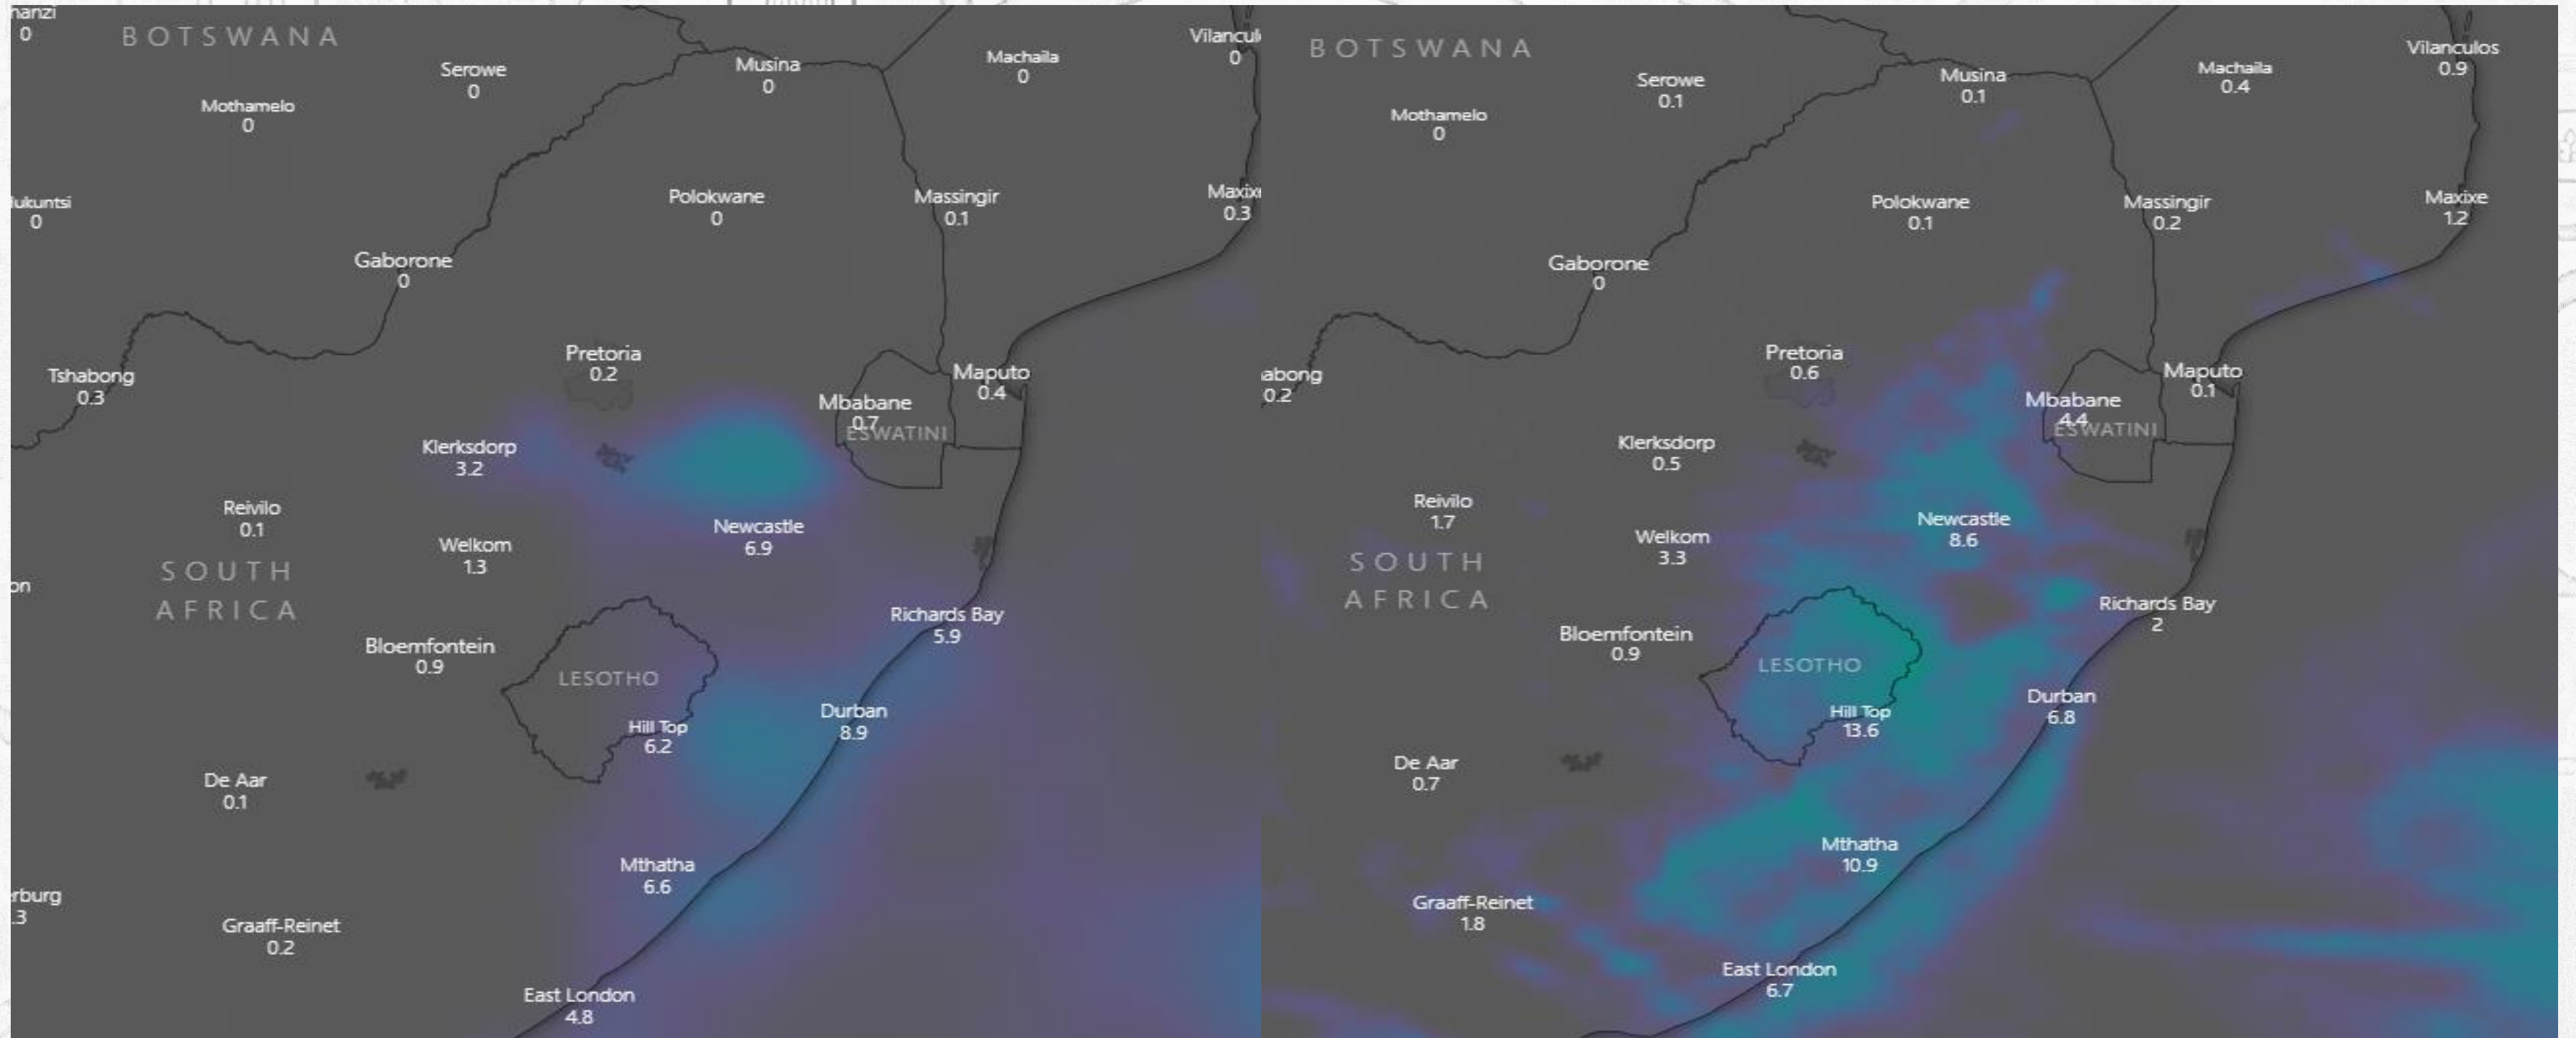 nanzi
0
BOTSWANA
Serowe
0
Musina
0
Machaila
0
Vilancul
0
Mothamelo
0
Polokwane
0
Massingir
0.1
Maxix
0.3
lukuntsi
0
Gaborone
0
Tshabong
0.3
Pretoria
0.2
Mbabane
0.7
ESWATINI
Maputo
0.4
Klerksdorp
3.2
Reivilo
0.1
Newcastle
6.9
Welkom
1.3
SOUTH
AFRICA
on
Richards Bay
5.9
Bloemfontein
0.9
LESOTHO
Hill Top
6.2
Durban
8.9
De Aar
0.1
Mthatha
6.6
rburg
.3
Graaff-Reinet
0.2
East London
4.8
BOTSWANA
Serowe
0.1
Musina
0.1
Machaila
0.4
Vilanculos
0.9
Mothamelo
0
Polokwane
0.1
Massingir
0.2
Maxixe
1.2
Gaborone
0
abong
0.2
Pretoria
0.6
Mbabane
4.4
ESWATINI
Maputo
0.1
Klerksdorp
0.5
Reivilo
1.7
Newcastle
8.6
Welkom
3.3
SOUTH
AFRICA
Richards Bay
2
Bloemfontein
0.9
LESOTHO
Hill Top
13.6
Durban
6.8
De Aar
0.7
Mthatha
10.9
Graaff-Reinet
1.8
East London
6.7